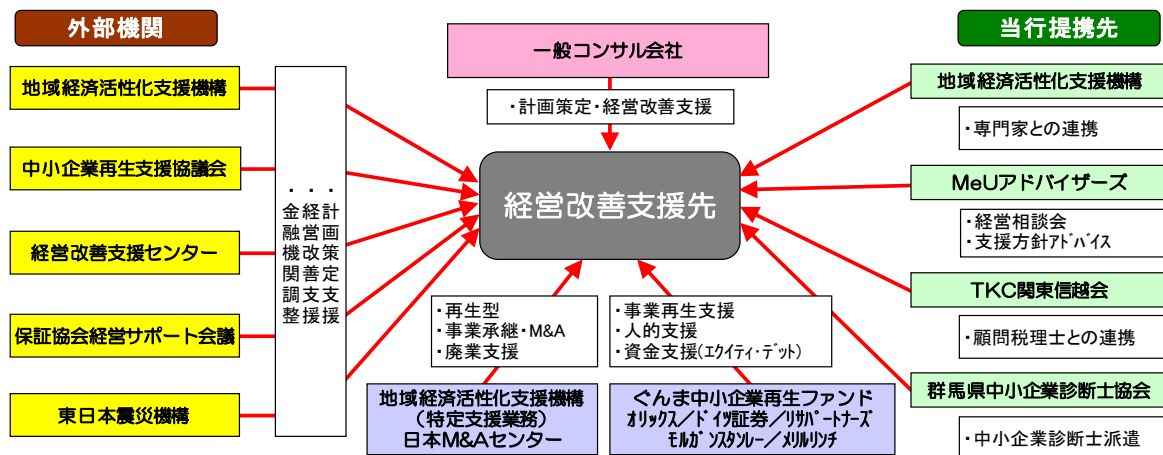 外部機関
地域経済活性化支援機構
中小企業再生支援協議会
経営改善支援センター
保証協会経営サポート会議
東日本震災機構
・計画策定支援
・経営改善支援
・金融機関調整
一般コンサル会社
・計画策定・経営改善支援
経営改善支援先
・再生型
・事業承継・M&A
・廃業支援
地域経済活性化支援機構
（特定支援業務）
日本M&Aセンター
・事業再生支援
・人的支援
・資金支援(エクイティ・デット)
ぐんま中小企業再生ファンド
オリックス／ドイツ証券／リサパートナーズ
モルガンスタンレー／メリルリンチ
当行提携先
地域経済活性化支援機構
・専門家との連携
MeUアドバイザーズ
・経営相談会
・支援方針アドバイス
TKC関東信越会
・顧問税理士との連携
群馬県中小企業診断士協会
・中小企業診断士派遣